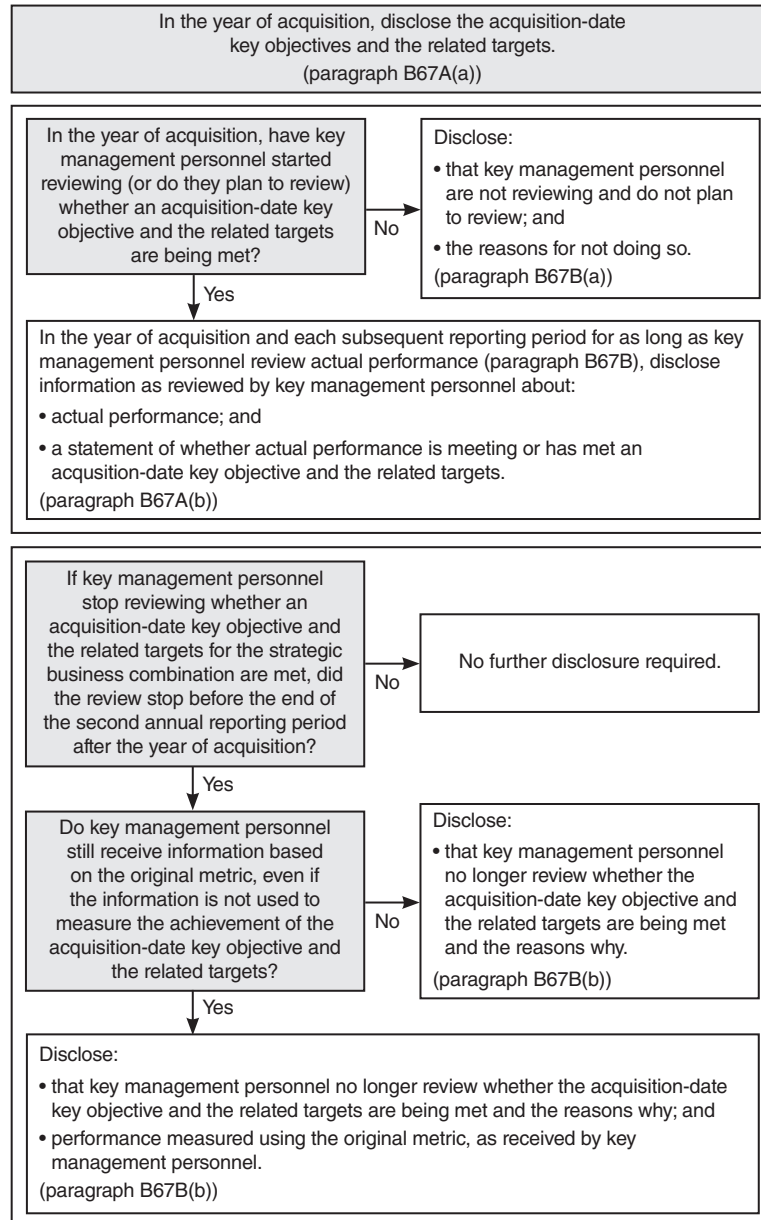 In the year of acquisition, disclose the acquisition-date
key objectives and the related targets.
(paragraph B67A(a))
In the year of acquisition, have key
management personnel started
reviewing (or do they plan to review)
whether an acquisition-date key
objective and the related targets
are being met?
No
Disclose:
• that key management personnel
are not reviewing and do not plan
to review; and
• the reasons for not doing so.
(paragraph B67B(a))
Yes
In the year of acquisition and each subsequent reporting period for as long as key
management personnel review actual performance (paragraph B67B), disclose
information as reviewed by key management personnel about:
• actual performance; and
• a statement of whether actual performance is meeting or has met an
acqusition-date key objective and the related targets.
(paragraph B67A(b))
If key management personnel
stop reviewing whether an
acquisition-date key objective and
the related targets for the strategic
business combination are met, did
the review stop before the end of
the second annual reporting period
after the year of acquisition?
No
No further disclosure required.
Yes
Do key management personnel
still receive information based
on the original metric, even if
the information is not used to
measure the achievement of the
acquisition-date key objective and
the related targets?
No
Disclose:
• that key management personnel
no longer review whether the
acquisition-date key objective and
the related targets are being met
and the reasons why.
(paragraph B67B(b))
Yes
Disclose:
• that key management personnel no longer review whether the acquisition-date
key objective and the related targets are being met and the reasons why; and
• performance measured using the original metric, as received by key
management personnel.
(paragraph B67B(b))